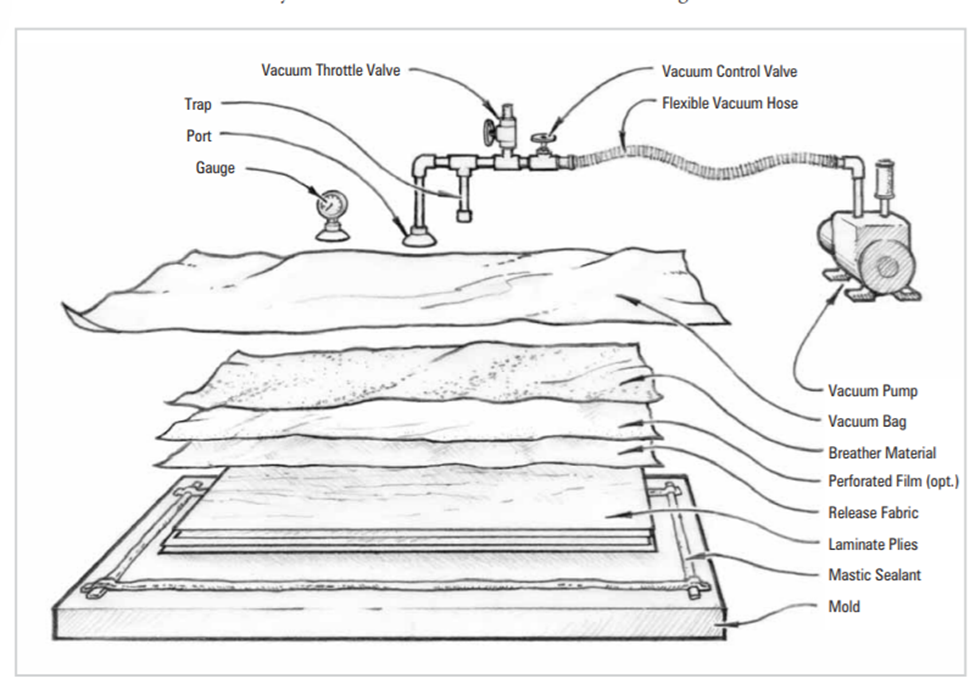 Vacuum Throttle Valve
Vacuum Control Valve
Trap
Flexible Vacuum Hose
Port
Gauge
Vacuum Pump
Vacuum Bag
Breather Material
Perforated Film (opt.)
Release Fabric
Laminate Plies
Mastic Sealant
Mold